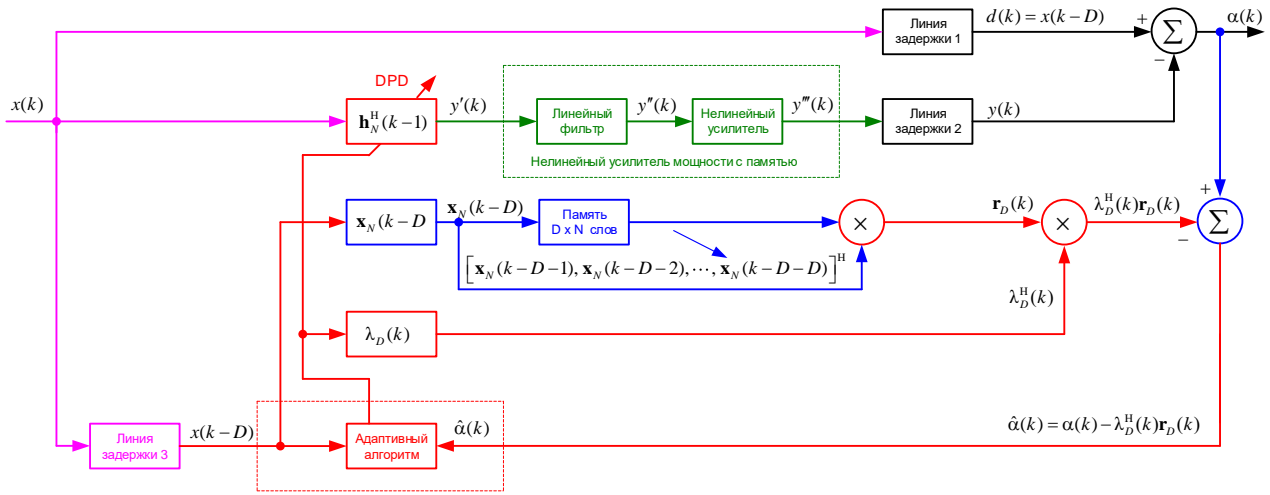 Линия
задержки 1
d(k) = x(k−D)
+
Σ
α(k)
−
x(k)
DPD
h_N^H(k−1)
y′(k)
Линейный
фильтр
y″(k)
Нелинейный
усилитель
y‴(k)
Линия
задержки 2
y(k)
Нелинейный усилитель мощности с памятью
x_N(k−D
x_N(k−D)
Память
D x N слов
×
r_D(k)
×
λ_D^H(k)r_D(k)
+
Σ
−
[x_N(k−D−1), x_N(k−D−2), ⋯, x_N(k−D−D)]^H
λ_D^H(k)
λ_D(k)
Линия
задержки 3
x(k−D)
Адаптивный
алгоритм
α̂(k)
α̂(k) = α(k) − λ_D^H(k)r_D(k)